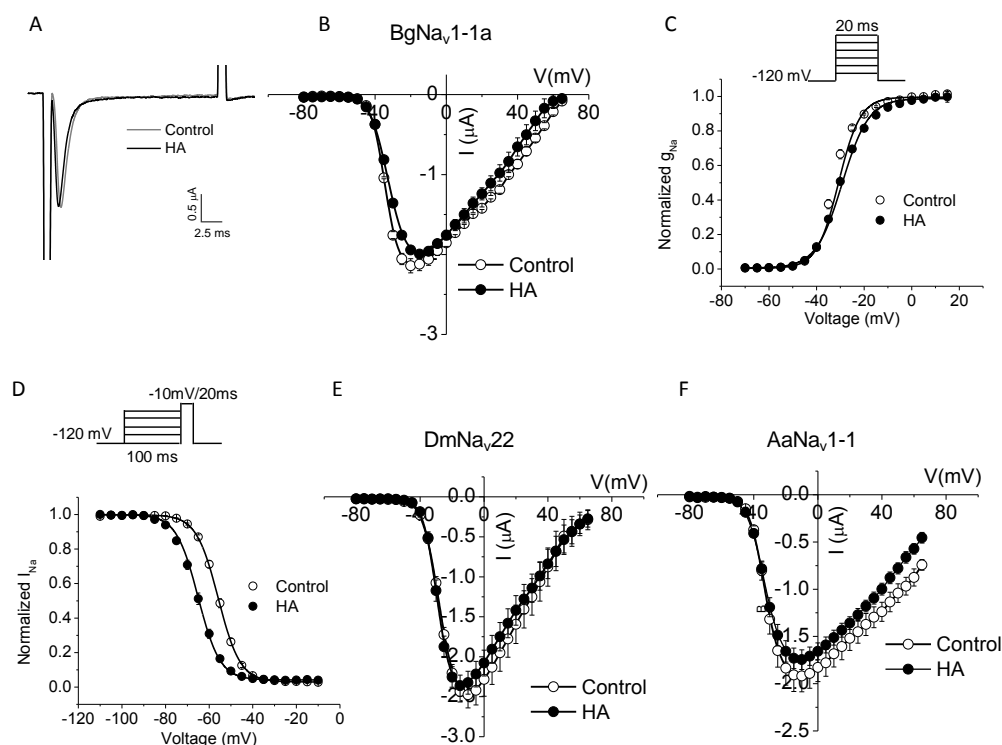 A
Control
HA
0.5 µA
2.5 ms
B
BgNaᵥ1-1a
V(mV)
-80 -40 0 40 80
I (µA)
-1
-3
Control
HA
C
20 ms
-120 mV
Normalized gNa
1.0
0.8
0.6
0.4
0.2
0.0
Control
HA
-80 -60 -40 -20 0 20
Voltage (mV)
D
-10mV/20ms
-120 mV
100 ms
Normalized INa
1.0
0.8
0.6
0.4
0.2
0.0
Control
HA
-120 -100 -80 -60 -40 -20 0
Voltage (mV)
E
DmNaᵥ22
V(mV)
0.0
-80 -40 0 40 80
I (µA)
-0.5
-1.0
-1.5
-2.0
-3.0
Control
HA
F
AaNaᵥ1-1
V(mV)
0.0
-80 -40 0 40 80
I (µA)
-0.5
-1.0
-1.5
-2.0
-2.5
Control
HA